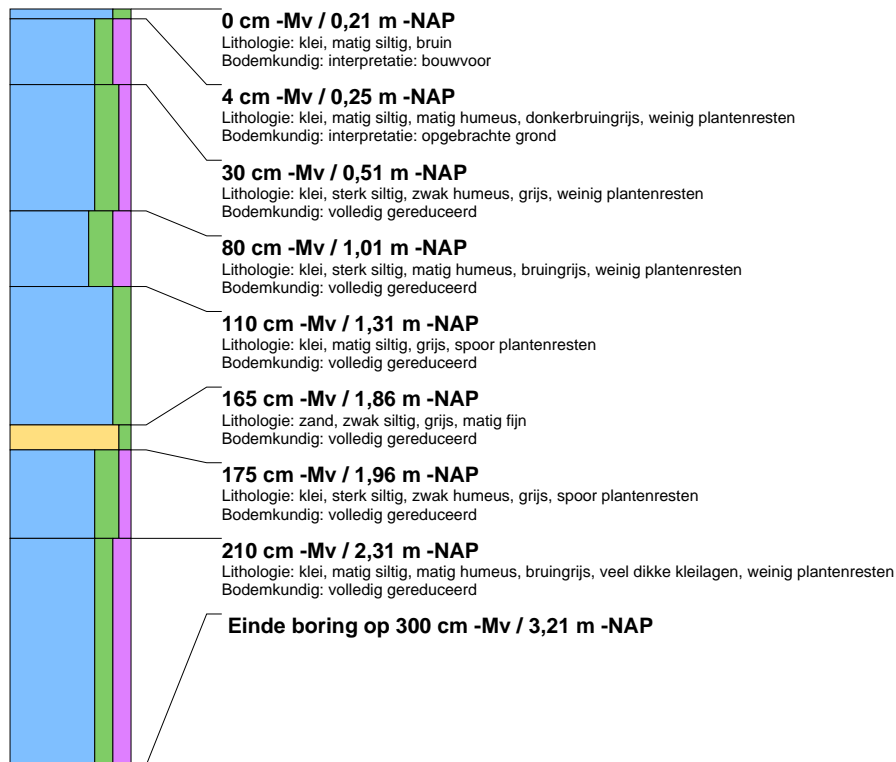 0 cm -Mv / 0,21 m -NAP
Lithologie: klei, matig siltig, bruin
Bodemkundig: interpretatie: bouwvoor
4 cm -Mv / 0,25 m -NAP
Lithologie: klei, matig siltig, matig humeus, donkerbruingrijs, weinig plantenresten
Bodemkundig: interpretatie: opgebrachte grond
30 cm -Mv / 0,51 m -NAP
Lithologie: klei, sterk siltig, zwak humeus, grijs, weinig plantenresten
Bodemkundig: volledig gereduceerd
80 cm -Mv / 1,01 m -NAP
Lithologie: klei, sterk siltig, matig humeus, bruingrijs, weinig plantenresten
Bodemkundig: volledig gereduceerd
110 cm -Mv / 1,31 m -NAP
Lithologie: klei, matig siltig, grijs, spoor plantenresten
Bodemkundig: volledig gereduceerd
165 cm -Mv / 1,86 m -NAP
Lithologie: zand, zwak siltig, grijs, matig fijn
Bodemkundig: volledig gereduceerd
175 cm -Mv / 1,96 m -NAP
Lithologie: klei, sterk siltig, zwak humeus, grijs, spoor plantenresten
Bodemkundig: volledig gereduceerd
210 cm -Mv / 2,31 m -NAP
Lithologie: klei, matig siltig, matig humeus, bruingrijs, veel dikke kleilagen, weinig plantenresten
Bodemkundig: volledig gereduceerd
Einde boring op 300 cm -Mv / 3,21 m -NAP